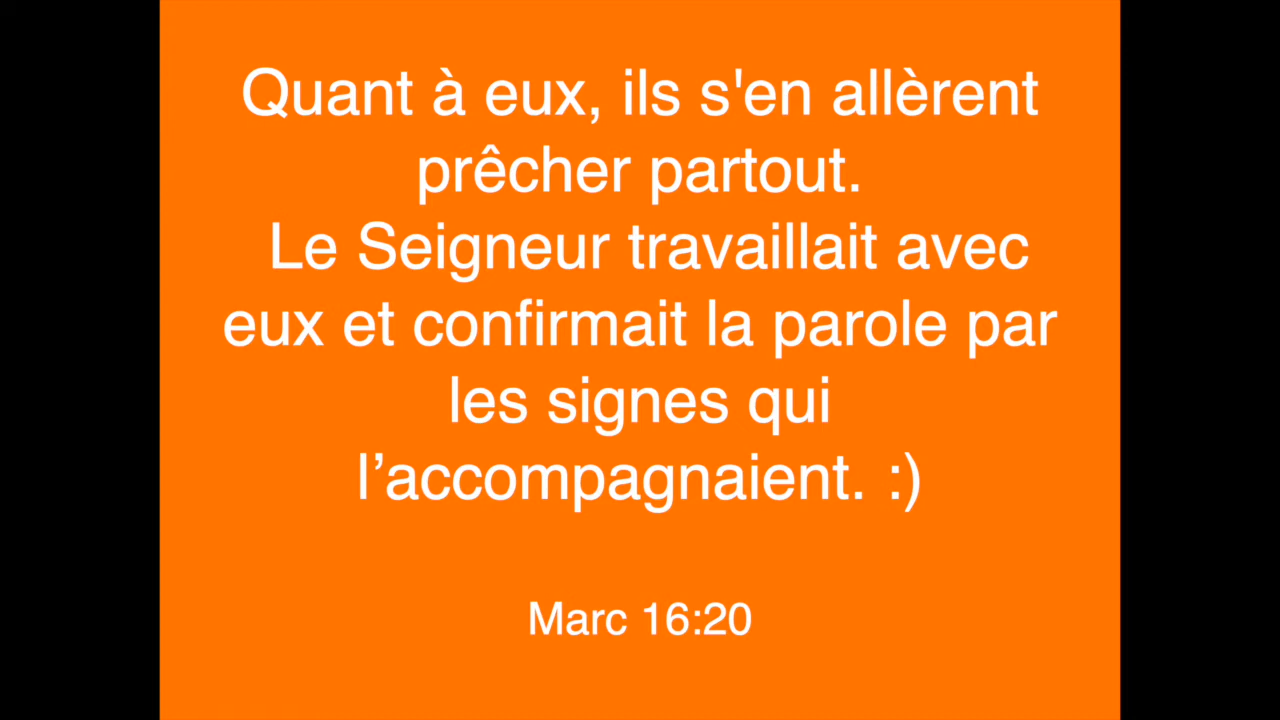 Quant à eux, ils s'en allèrent
prêcher partout.
Le Seigneur travaillait avec
eux et confirmait la parole par
les signes qui
l’accompagnaient. :)
Marc 16:20